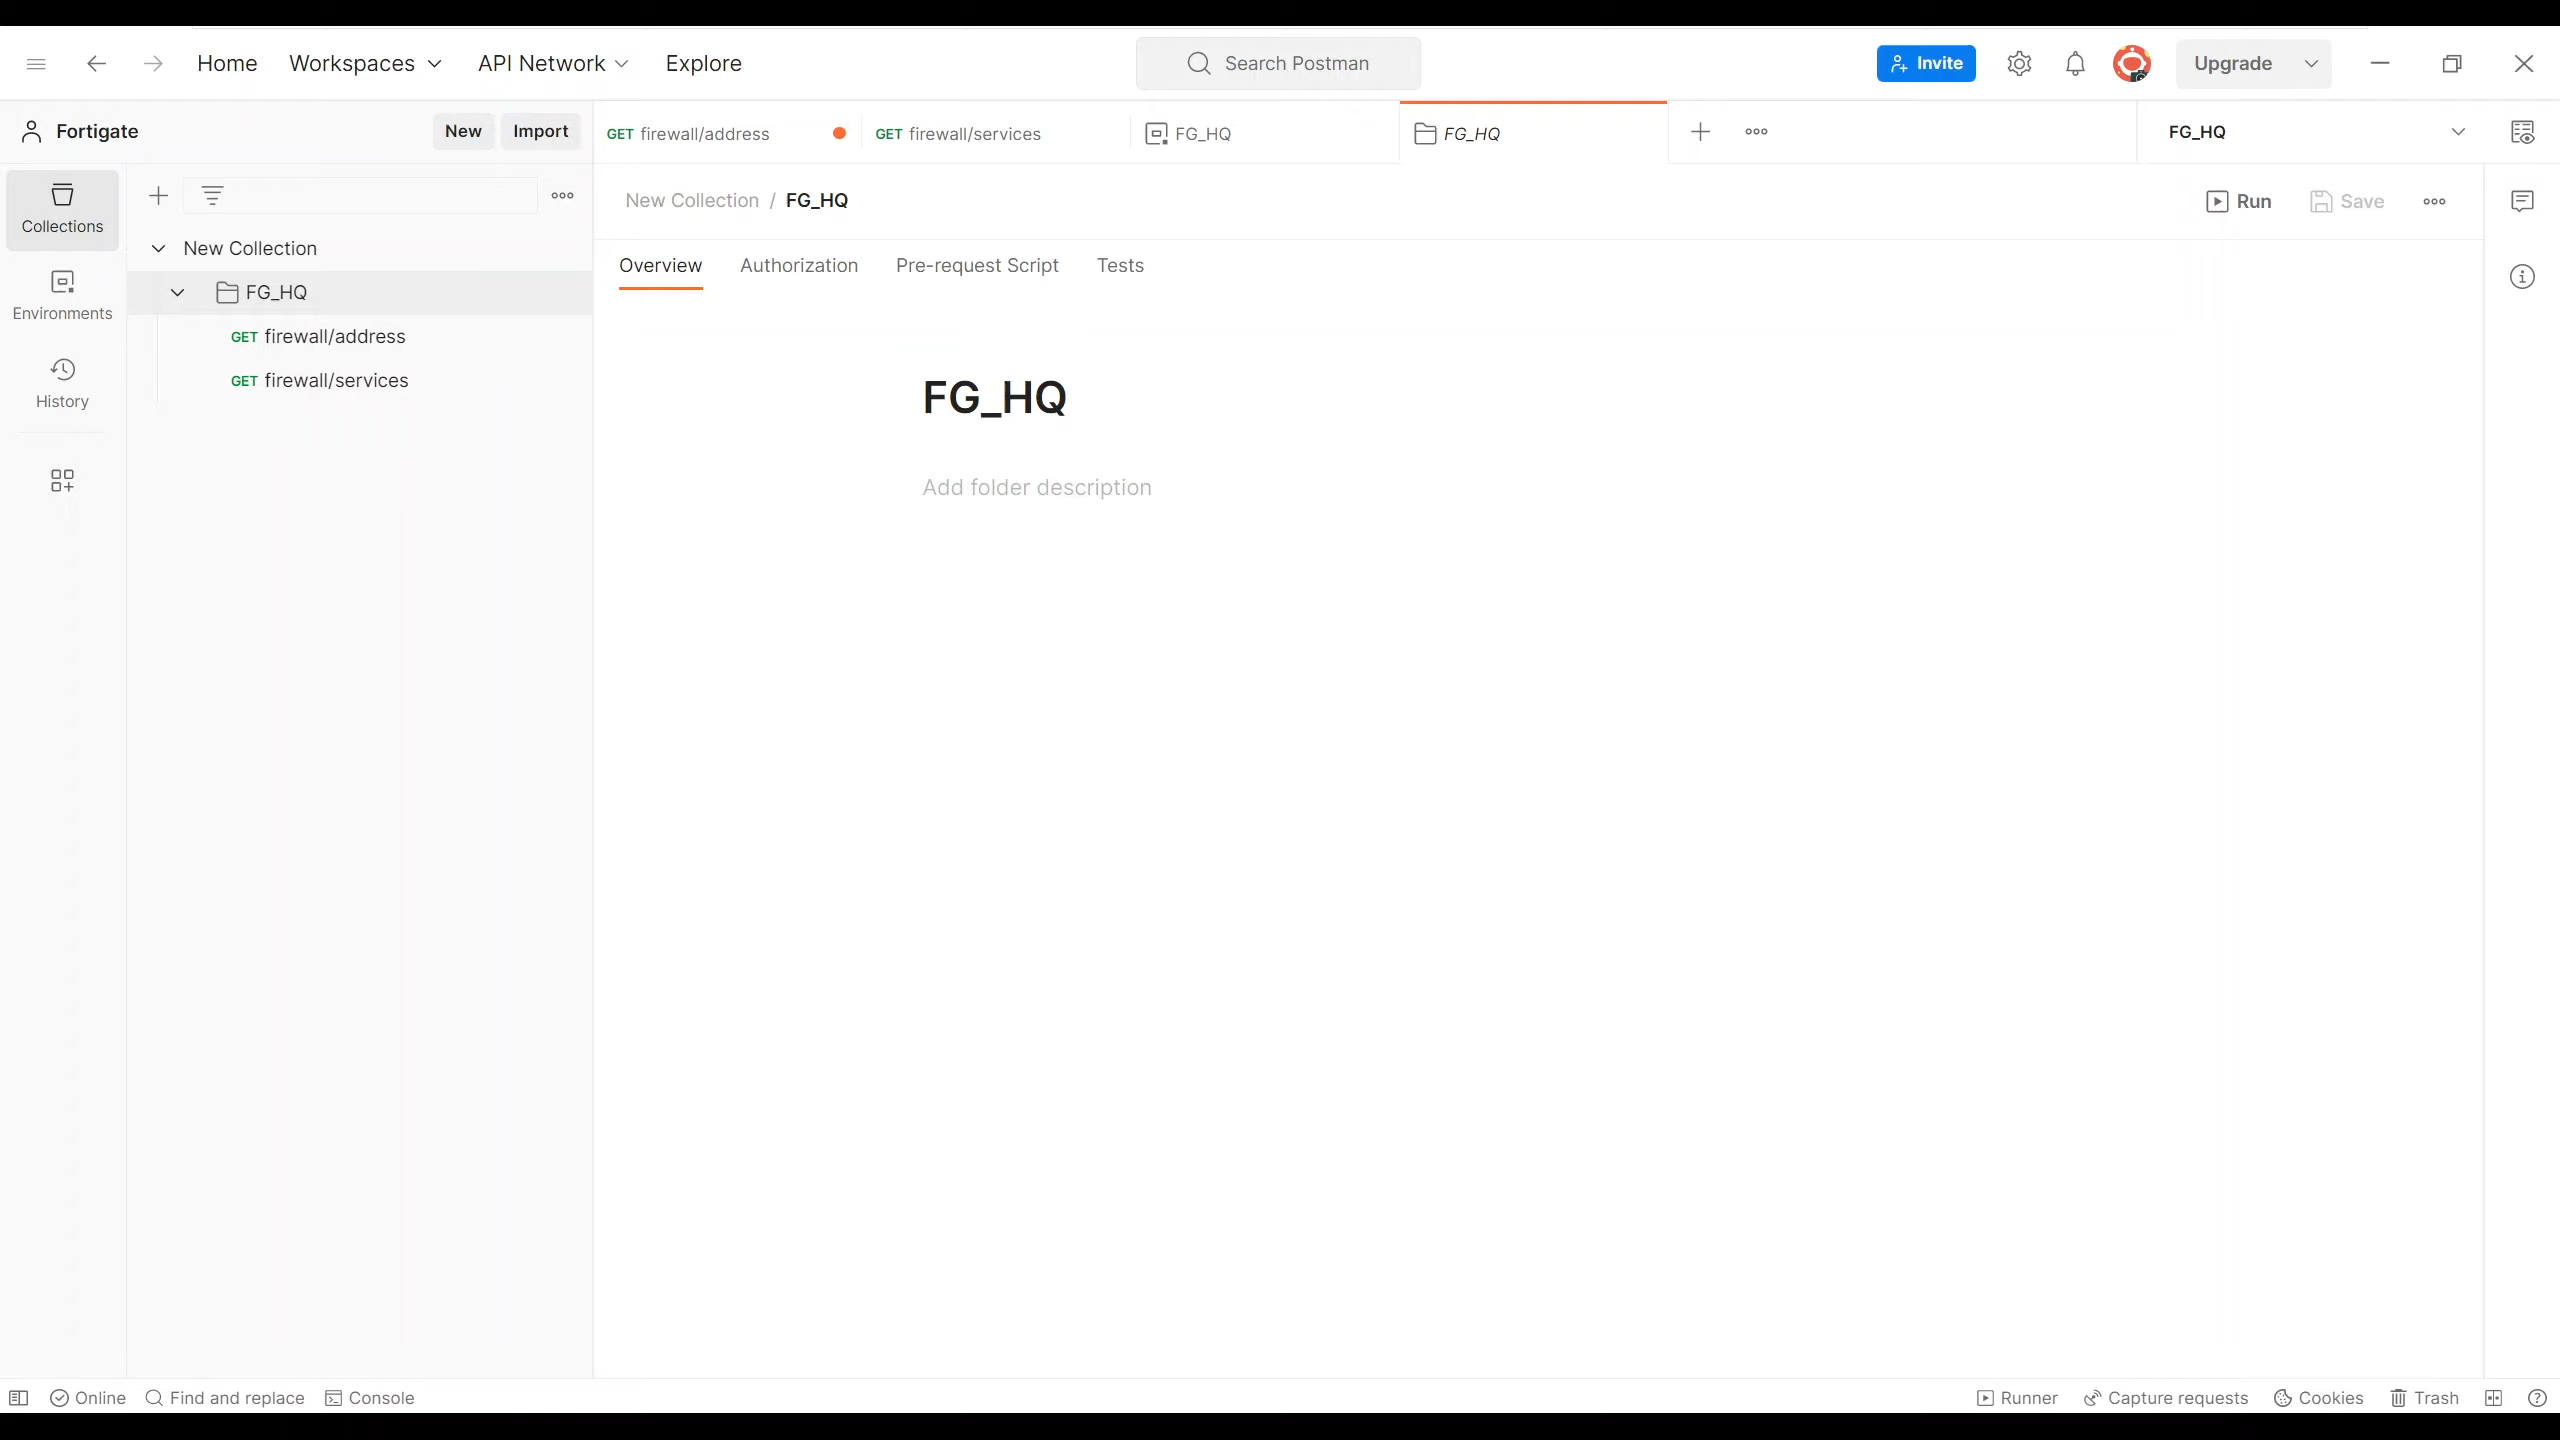 Home Workspaces API Network Explore Search Postman Invite Upgrade
Fortigate New Import GET firewall/address GET firewall/services FG_HQ FG_HQ FG_HQ
Collections
New Collection / FG_HQ Run Save
New Collection
Overview Authorization Pre-request Script Tests
FG_HQ
Environments
GET firewall/address
GET firewall/services
History
FG_HQ
Add folder description
Online Find and replace Console Runner Capture requests Cookies Trash